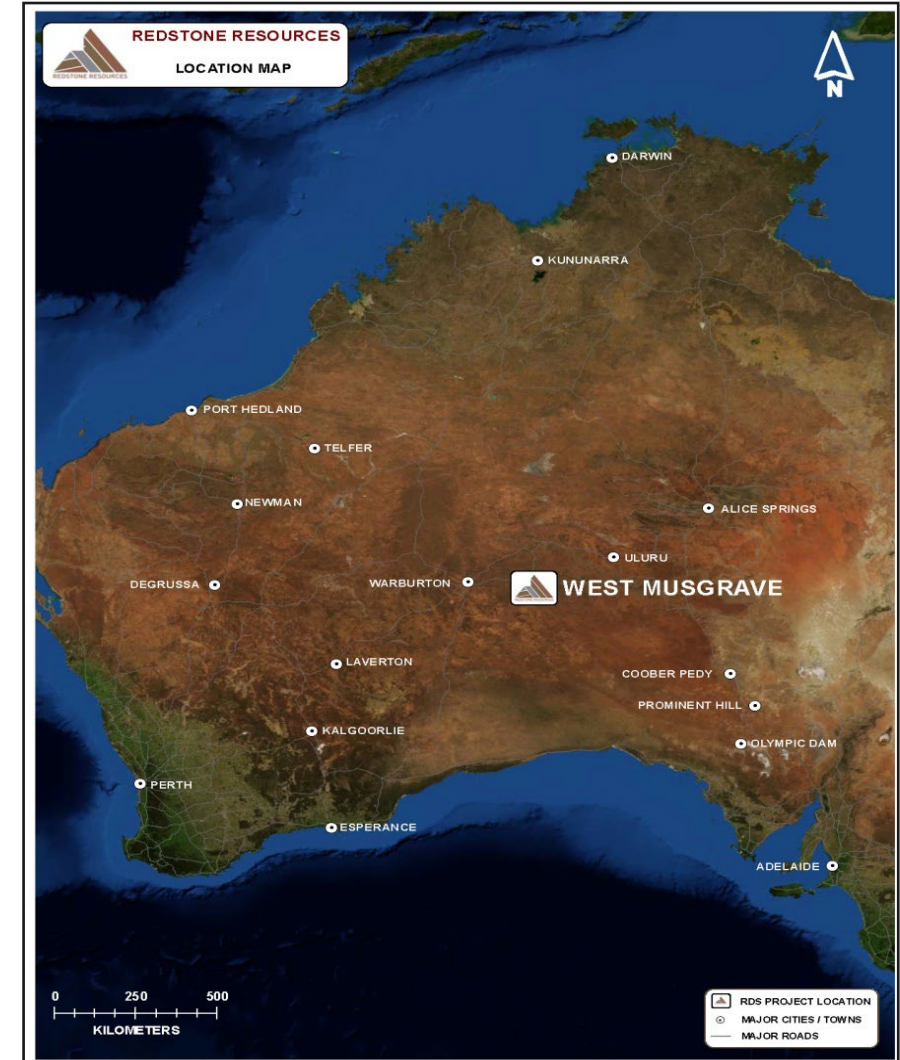 REDSTONE RESOURCES
LOCATION MAP
REDSTONE RESOURCES
N
DARWIN
KUNUNARRA
PORT HEDLAND
TELFER
NEWMAN
ALICE SPRINGS
ULURU
DEGRUSSA
WARBURTON
WEST MUSGRAVE
LAVERTON
COOBER PEDY
PROMINENT HILL
KALGOORLIE
OLYMPIC DAM
PERTH
ESPERANCE
ADELAIDE
0 250 500
KILOMETERS
RDS PROJECT LOCATION
MAJOR CITIES / TOWNS
MAJOR ROADS